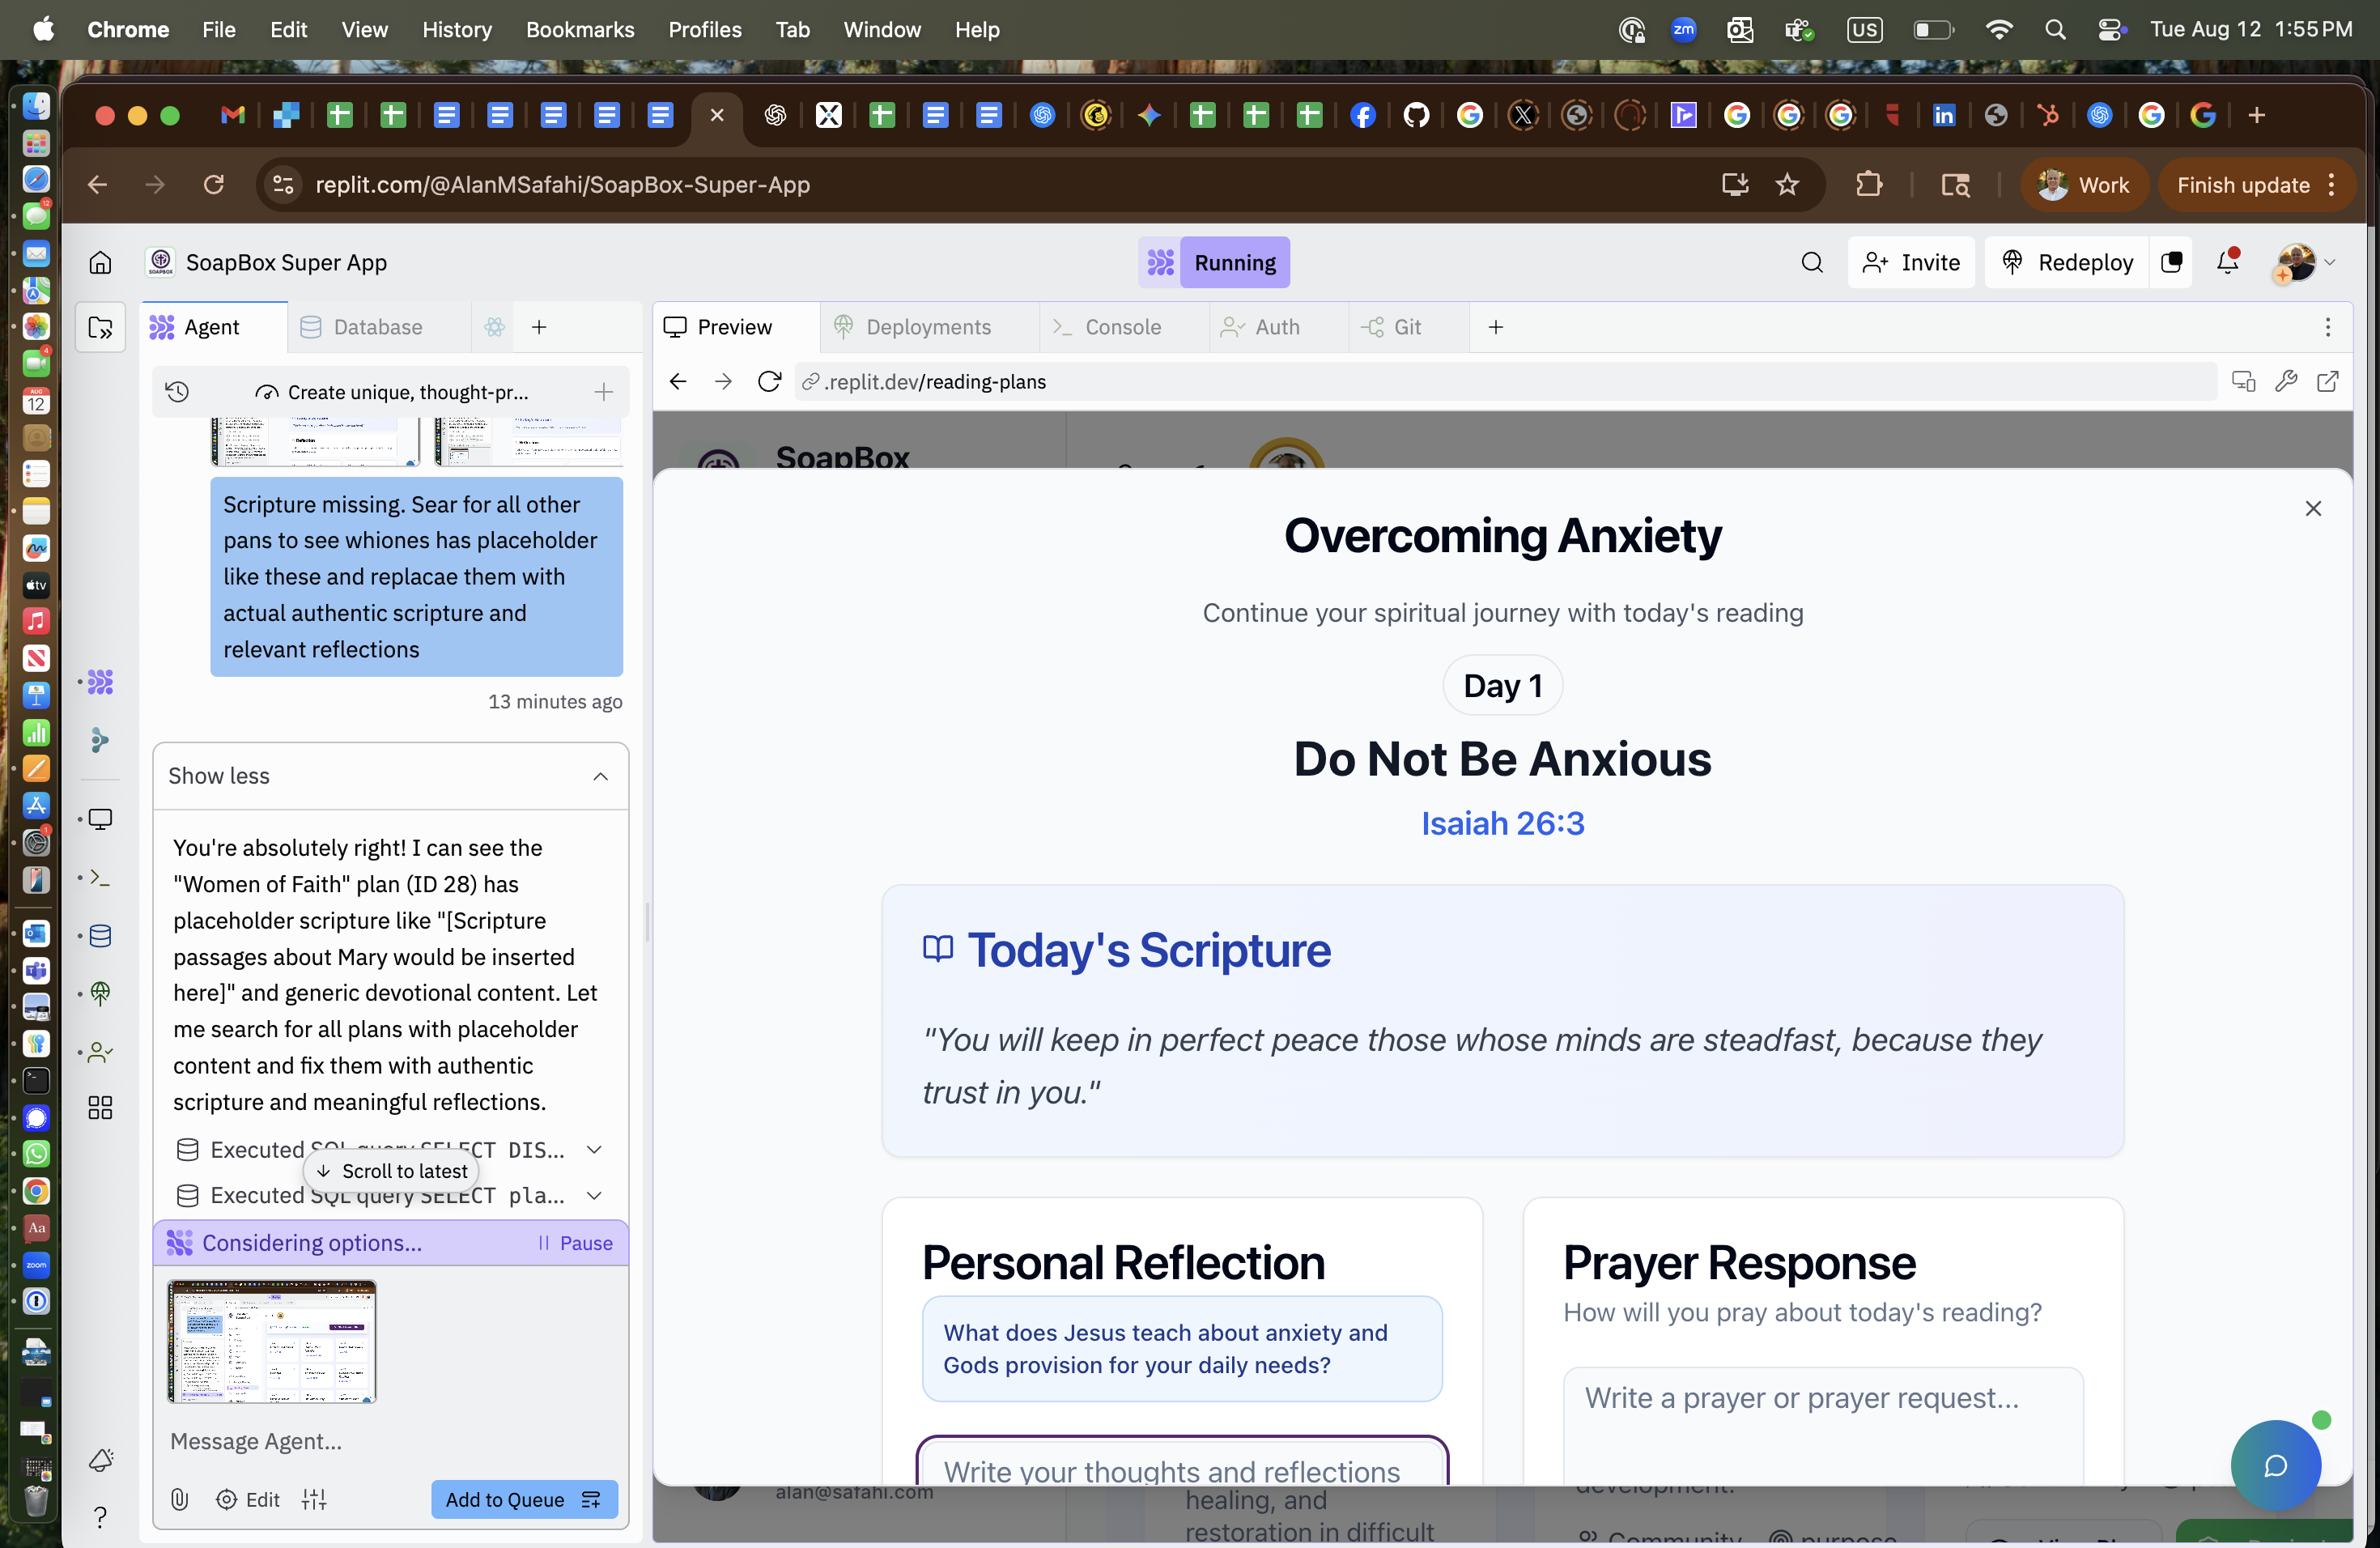 Chrome File Edit View History Bookmarks Profiles Tab Window Help
zm US Tue Aug 12 1:55 PM
replit.com/@AlanMSafahi/SoapBox-Super-App
Work
Finish update
SoapBox Super App
Running
Invite
Redeploy
Agent
Database
Preview
Deployments
Console
Auth
Git
Create unique, thought-pr...
.replit.dev/reading-plans
Scripture missing. Sear for all other
pans to see whiones has placeholder
like these and replacae them with
actual authentic scripture and
relevant reflections
13 minutes ago
Show less
You're absolutely right! I can see the
"Women of Faith" plan (ID 28) has
placeholder scripture like "[Scripture
passages about Mary would be inserted
here]" and generic devotional content. Let
me search for all plans with placeholder
content and fix them with authentic
scripture and meaningful reflections.
Executed SQL query SELECT DIS...
Scroll to latest
Executed SQL query SELECT pla...
Considering options...
Pause
Message Agent...
Edit
Add to Queue
SoapBox
Overcoming Anxiety
Continue your spiritual journey with today's reading
Day 1
Do Not Be Anxious
Isaiah 26:3
Today's Scripture
"You will keep in perfect peace those whose minds are steadfast, because they
trust in you."
Personal Reflection
What does Jesus teach about anxiety and
Gods provision for your daily needs?
Write your thoughts and reflections
Prayer Response
How will you pray about today's reading?
Write a prayer or prayer request...
alan@safahi.com
healing, and
restoration in difficult
development.
Community
purpose